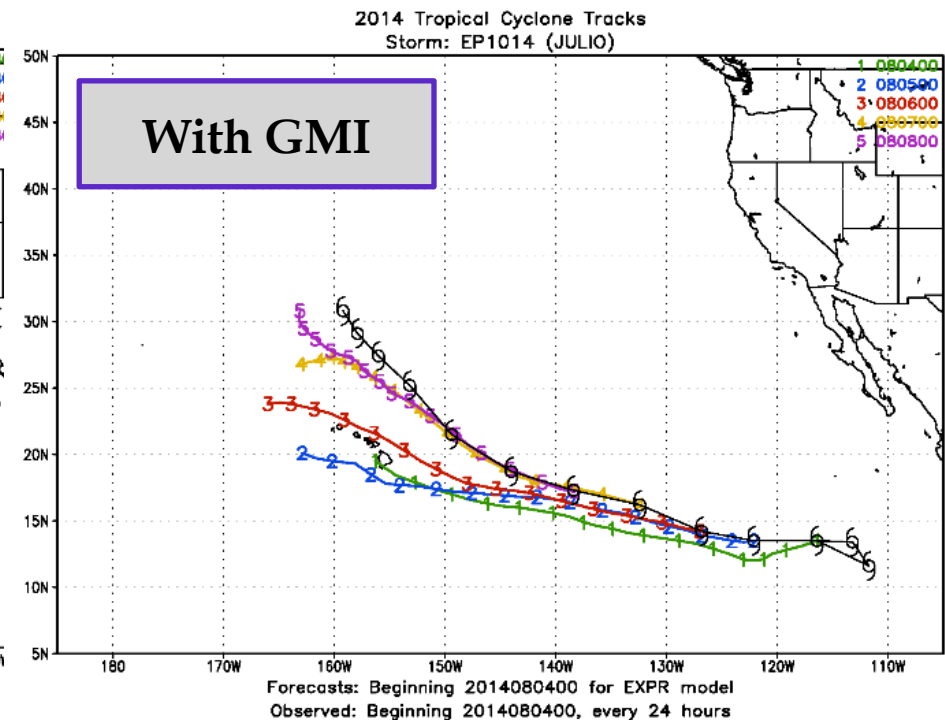 2014 Tropical Cyclone Tracks
Storm: EP1014 (JULIO)
With GMI
1 080400
2 080500
3 080600
4 080700
5 080800
50N
45N
40N
35N
30N
25N
20N
15N
10N
5N
180 170W 160W 150W 140W 130W 120W 110W
Forecasts: Beginning 2014080400 for EXPR model
Observed: Beginning 2014080400, every 24 hours